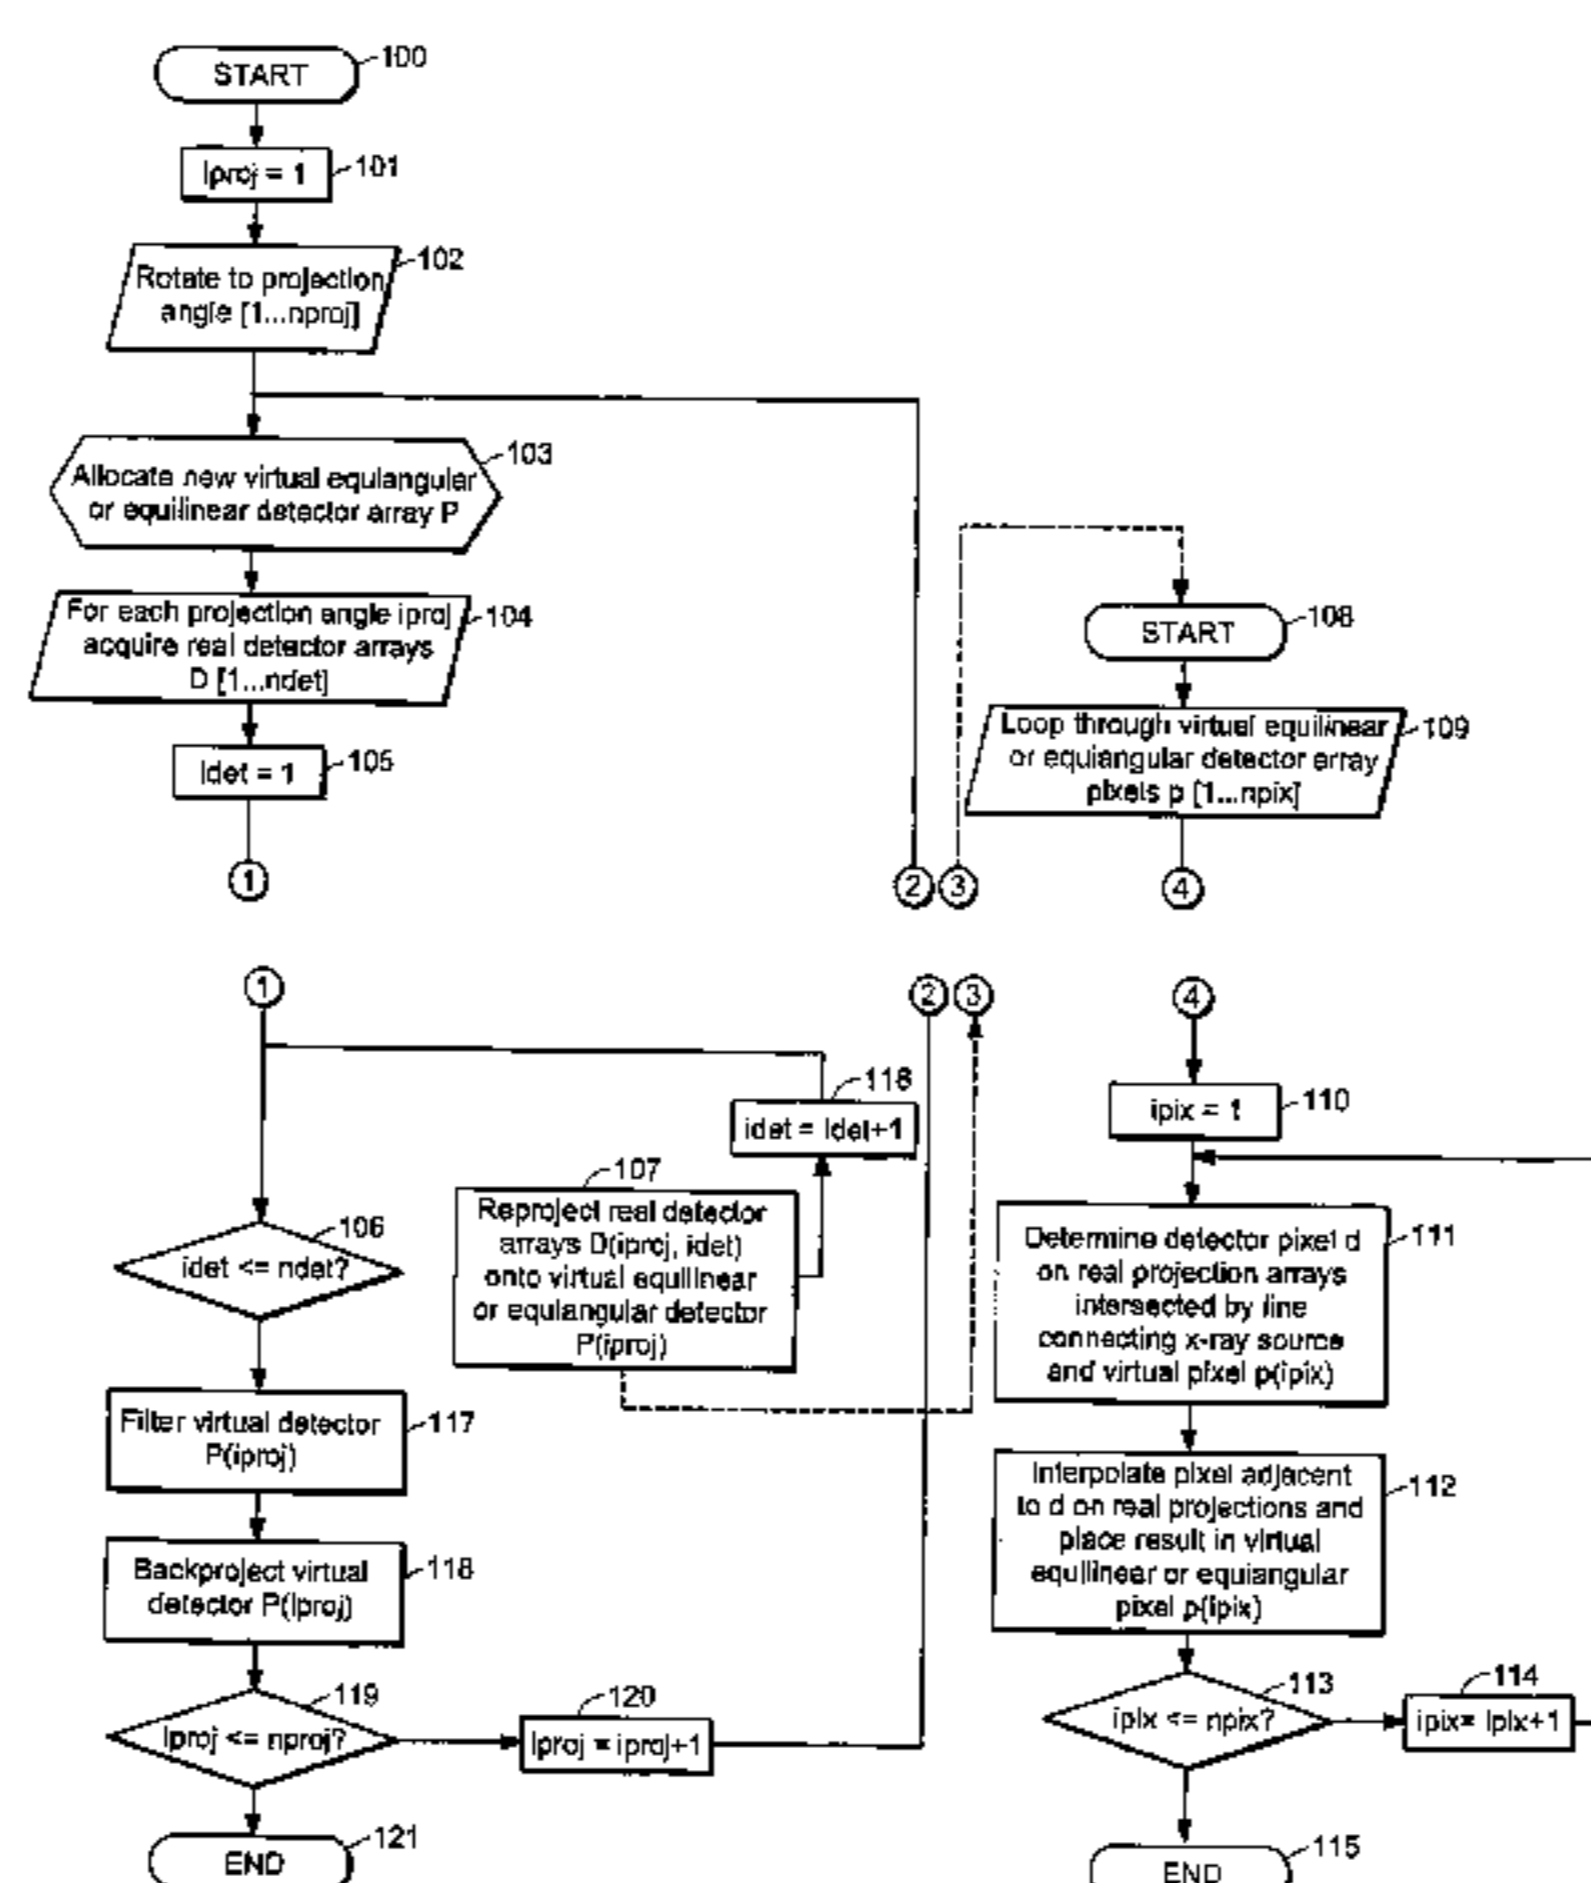 START
100
Iproj = 1
101
Rotate to projection
angle [1...nproj]
102
Allocate new virtual equiangular
or equilinear detector array P
103
For each projection angle iproj
acquire real detector arrays
D [1...ndet]
104
Idet = 1
105
1
2
3
START
108
Loop through virtual equilinear
or equiangular detector array
pixels p [1...npix]
109
4
1
idet <= ndet?
106
Reproject real detector
arrays D(iproj, idet)
onto virtual equilinear
or equiangular detector
P(iproj)
107
idet = Idet+1
116
Filter virtual detector
P(iproj)
117
Backproject virtual
detector P(Iproj)
118
Iproj <= nproj?
119
Iproj = iproj+1
120
END
121
2
3
4
ipix = 1
110
Determine detector pixel d
on real projection arrays
intersected by line
connecting x-ray source
and virtual pixel p(ipix)
111
Interpolate pixel adjacent
to d on real projections and
place result in virtual
equilinear or equiangular
pixel p(ipix)
112
ipix <= npix?
113
ipix= Ipix+1
114
END
115